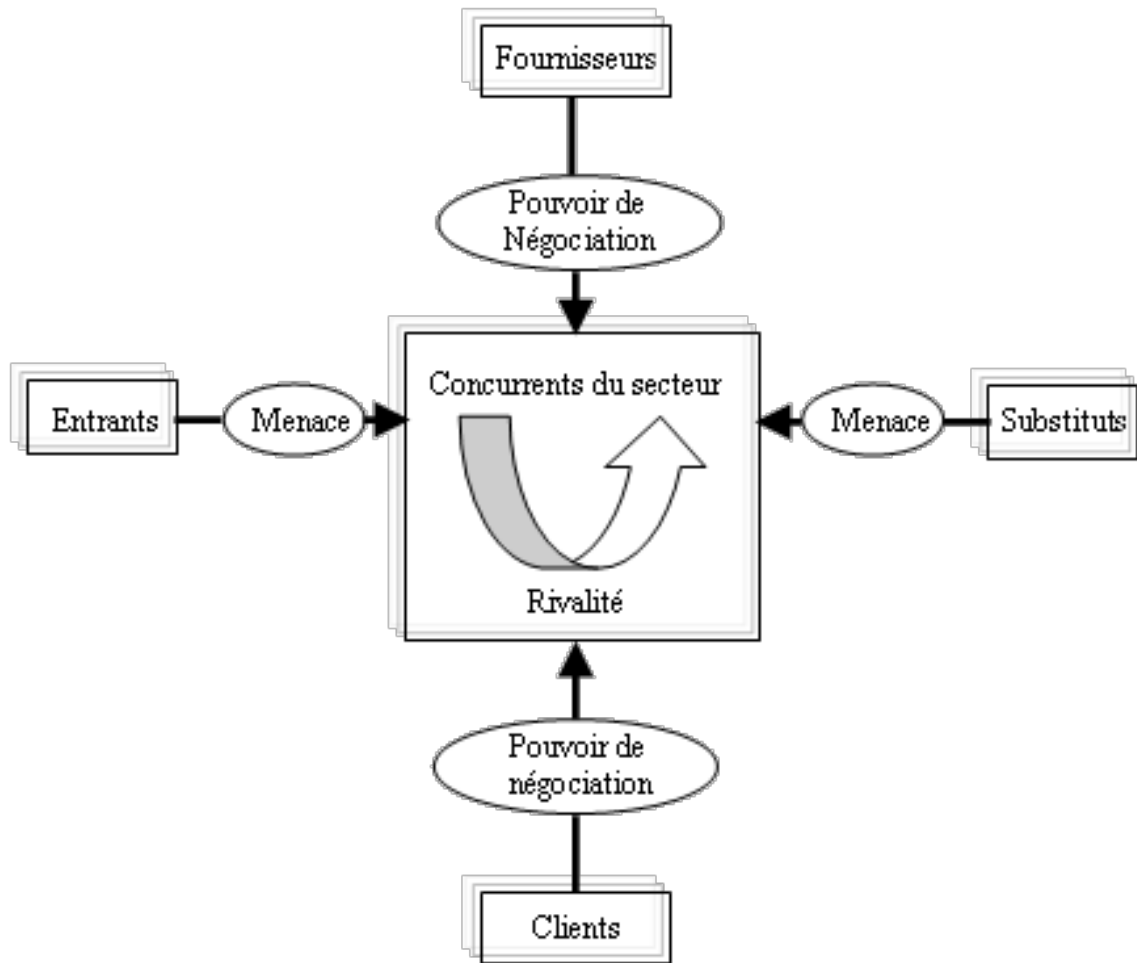 Fournisseurs
Pouvoir de
Négociation
Concurrents du secteur
Entrants
Menace
Menace
Substituts
Rivalité
Pouvoir de
négociation
Clients